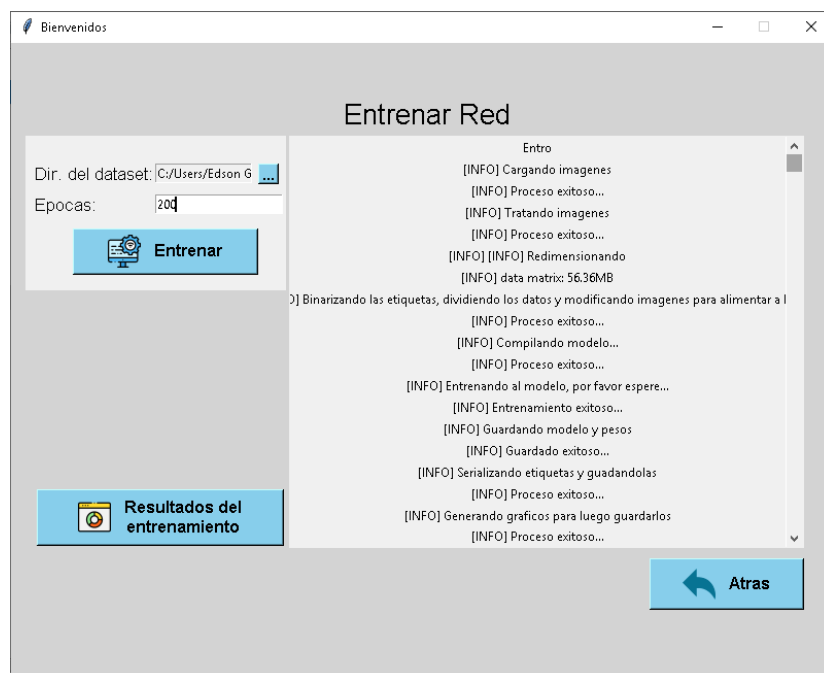 Bienvenidos
Entrenar Red
Dir. del dataset: C:/Users/Edson G ...
Epocas: 200
Entrenar
Resultados del
entrenamiento
Entro
[INFO] Cargando imagenes
[INFO] Proceso exitoso...
[INFO] Tratando imagenes
[INFO] Proceso exitoso...
[INFO] [INFO] Redimensionando
[INFO] data matrix: 56.36MB
O] Binarizando las etiquetas, dividiendo los datos y modificando imagenes para alimentar a l
[INFO] Proceso exitoso...
[INFO] Compilando modelo...
[INFO] Proceso exitoso...
[INFO] Entrenando al modelo, por favor espere...
[INFO] Entrenamiento exitoso...
[INFO] Guardando modelo y pesos
[INFO] Guardado exitoso...
[INFO] Serializando etiquetas y guadandolas
[INFO] Proceso exitoso...
[INFO] Generando graficos para luego guardarlos
[INFO] Proceso exitoso...
Atras